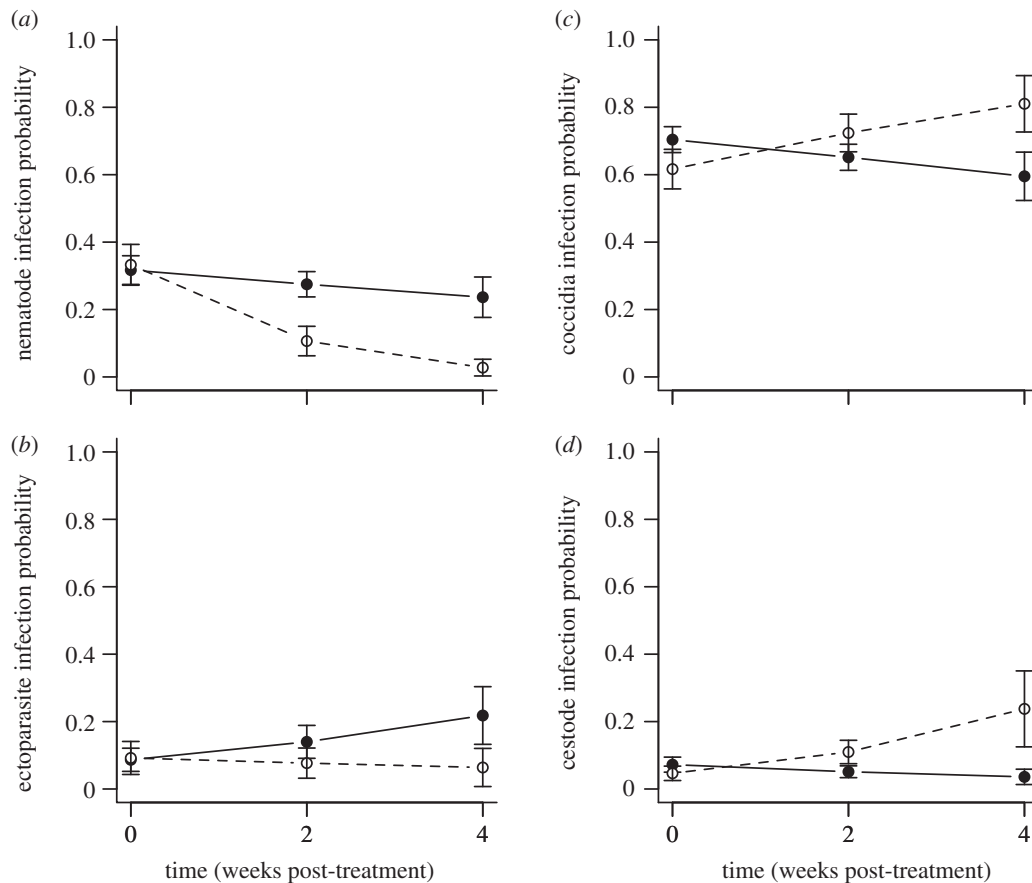 (a)
nematode infection probability
1.0
0.8
0.6
0.4
0.2
0
(c)
coccidia infection probability
1.0
0.8
0.6
0.4
0.2
0
(b)
ectoparasite infection probability
1.0
0.8
0.6
0.4
0.2
0
0 2 4
time (weeks post-treatment)
(d)
cestode infection probability
1.0
0.8
0.6
0.4
0.2
0
0 2 4
time (weeks post-treatment)